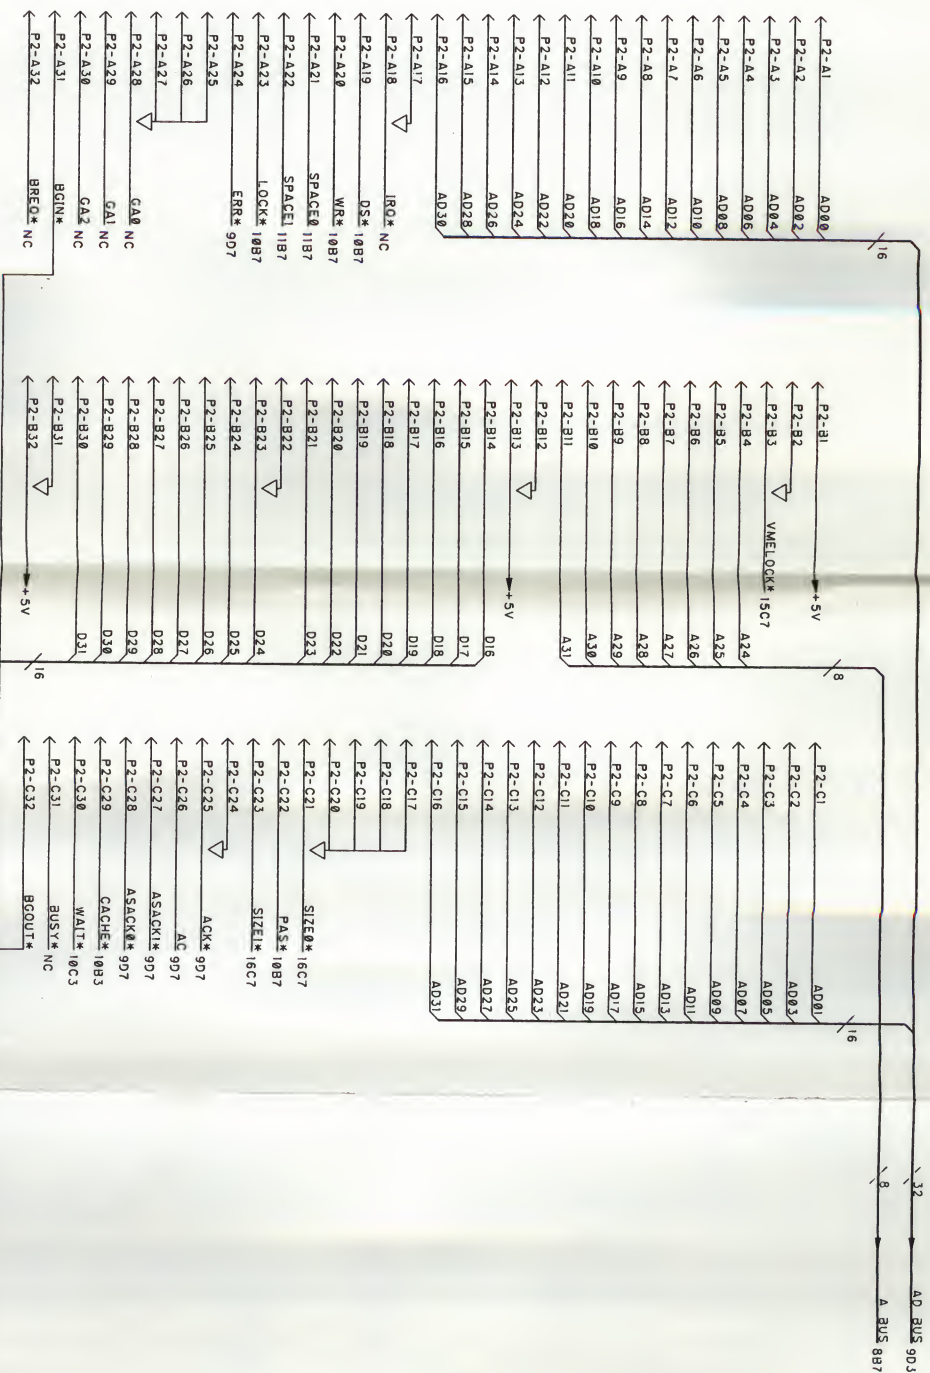 P2-A1 AD00
P2-A2 AD02
P2-A3 AD04
P2-A4 AD06
P2-A5 AD08
P2-A6 AD10
P2-A7 AD12
P2-A8 AD14
P2-A9 AD16
P2-A10 AD18
P2-A11 AD20
P2-A12 AD22
P2-A13 AD24
P2-A14 AD26
P2-A15 AD28
P2-A16 AD30
16
P2-A17
P2-A18 IRQ* NC
P2-A19 DS* 10B7
P2-A20 WR* 10B7
P2-A21 SPACE0 11B7
P2-A22 SPACE1 11B7
P2-A23 LOCK* 10B7
P2-A24 ERR* 9D7
P2-A25
P2-A26
P2-A27
P2-A28 GA0 NC
P2-A29 GA1 NC
P2-A30 GA2 NC
P2-A31 BGIN*
P2-A32 BREQ* NC
P2-B1 +5V
P2-B2
P2-B3 VMELOCK* 15C7
P2-B4 A24
P2-B5 A25
P2-B6 A26
P2-B7 A27
P2-B8 A28
P2-B9 A29
P2-B10 A30
P2-B11 A31
8
P2-B12
P2-B13 +5V
P2-B14 D16
P2-B15 D17
P2-B16 D18
P2-B17 D19
P2-B18 D20
P2-B19 D21
P2-B20 D22
P2-B21 D23
P2-B22
P2-B23 D24
P2-B24 D25
P2-B25 D26
P2-B26 D27
P2-B27 D28
P2-B28 D29
P2-B29 D30
P2-B30 D31
P2-B31
P2-B32 +5V
16
P2-C1 AD01
P2-C2 AD03
P2-C3 AD05
P2-C4 AD07
P2-C5 AD09
P2-C6 AD11
P2-C7 AD13
P2-C8 AD15
P2-C9 AD17
P2-C10 AD19
P2-C11 AD21
P2-C12 AD23
P2-C13 AD25
P2-C14 AD27
P2-C15 AD29
P2-C16 AD31
16
P2-C17
P2-C18
P2-C19
P2-C20
P2-C21 SIZE0* 16C7
P2-C22 PAS* 10B7
P2-C23 SIZE1* 16C7
P2-C24
P2-C25 ACK* 9D7
P2-C26 AC 9D7
P2-C27 ASACK1* 9D7
P2-C28 ASACK0* 9D7
P2-C29 CACHE* 10B3
P2-C30 WAIT* 10C3
P2-C31 BUSY* NC
P2-C32 BGOUT*
32 AD BUS 9D3
8 A BUS 8B7